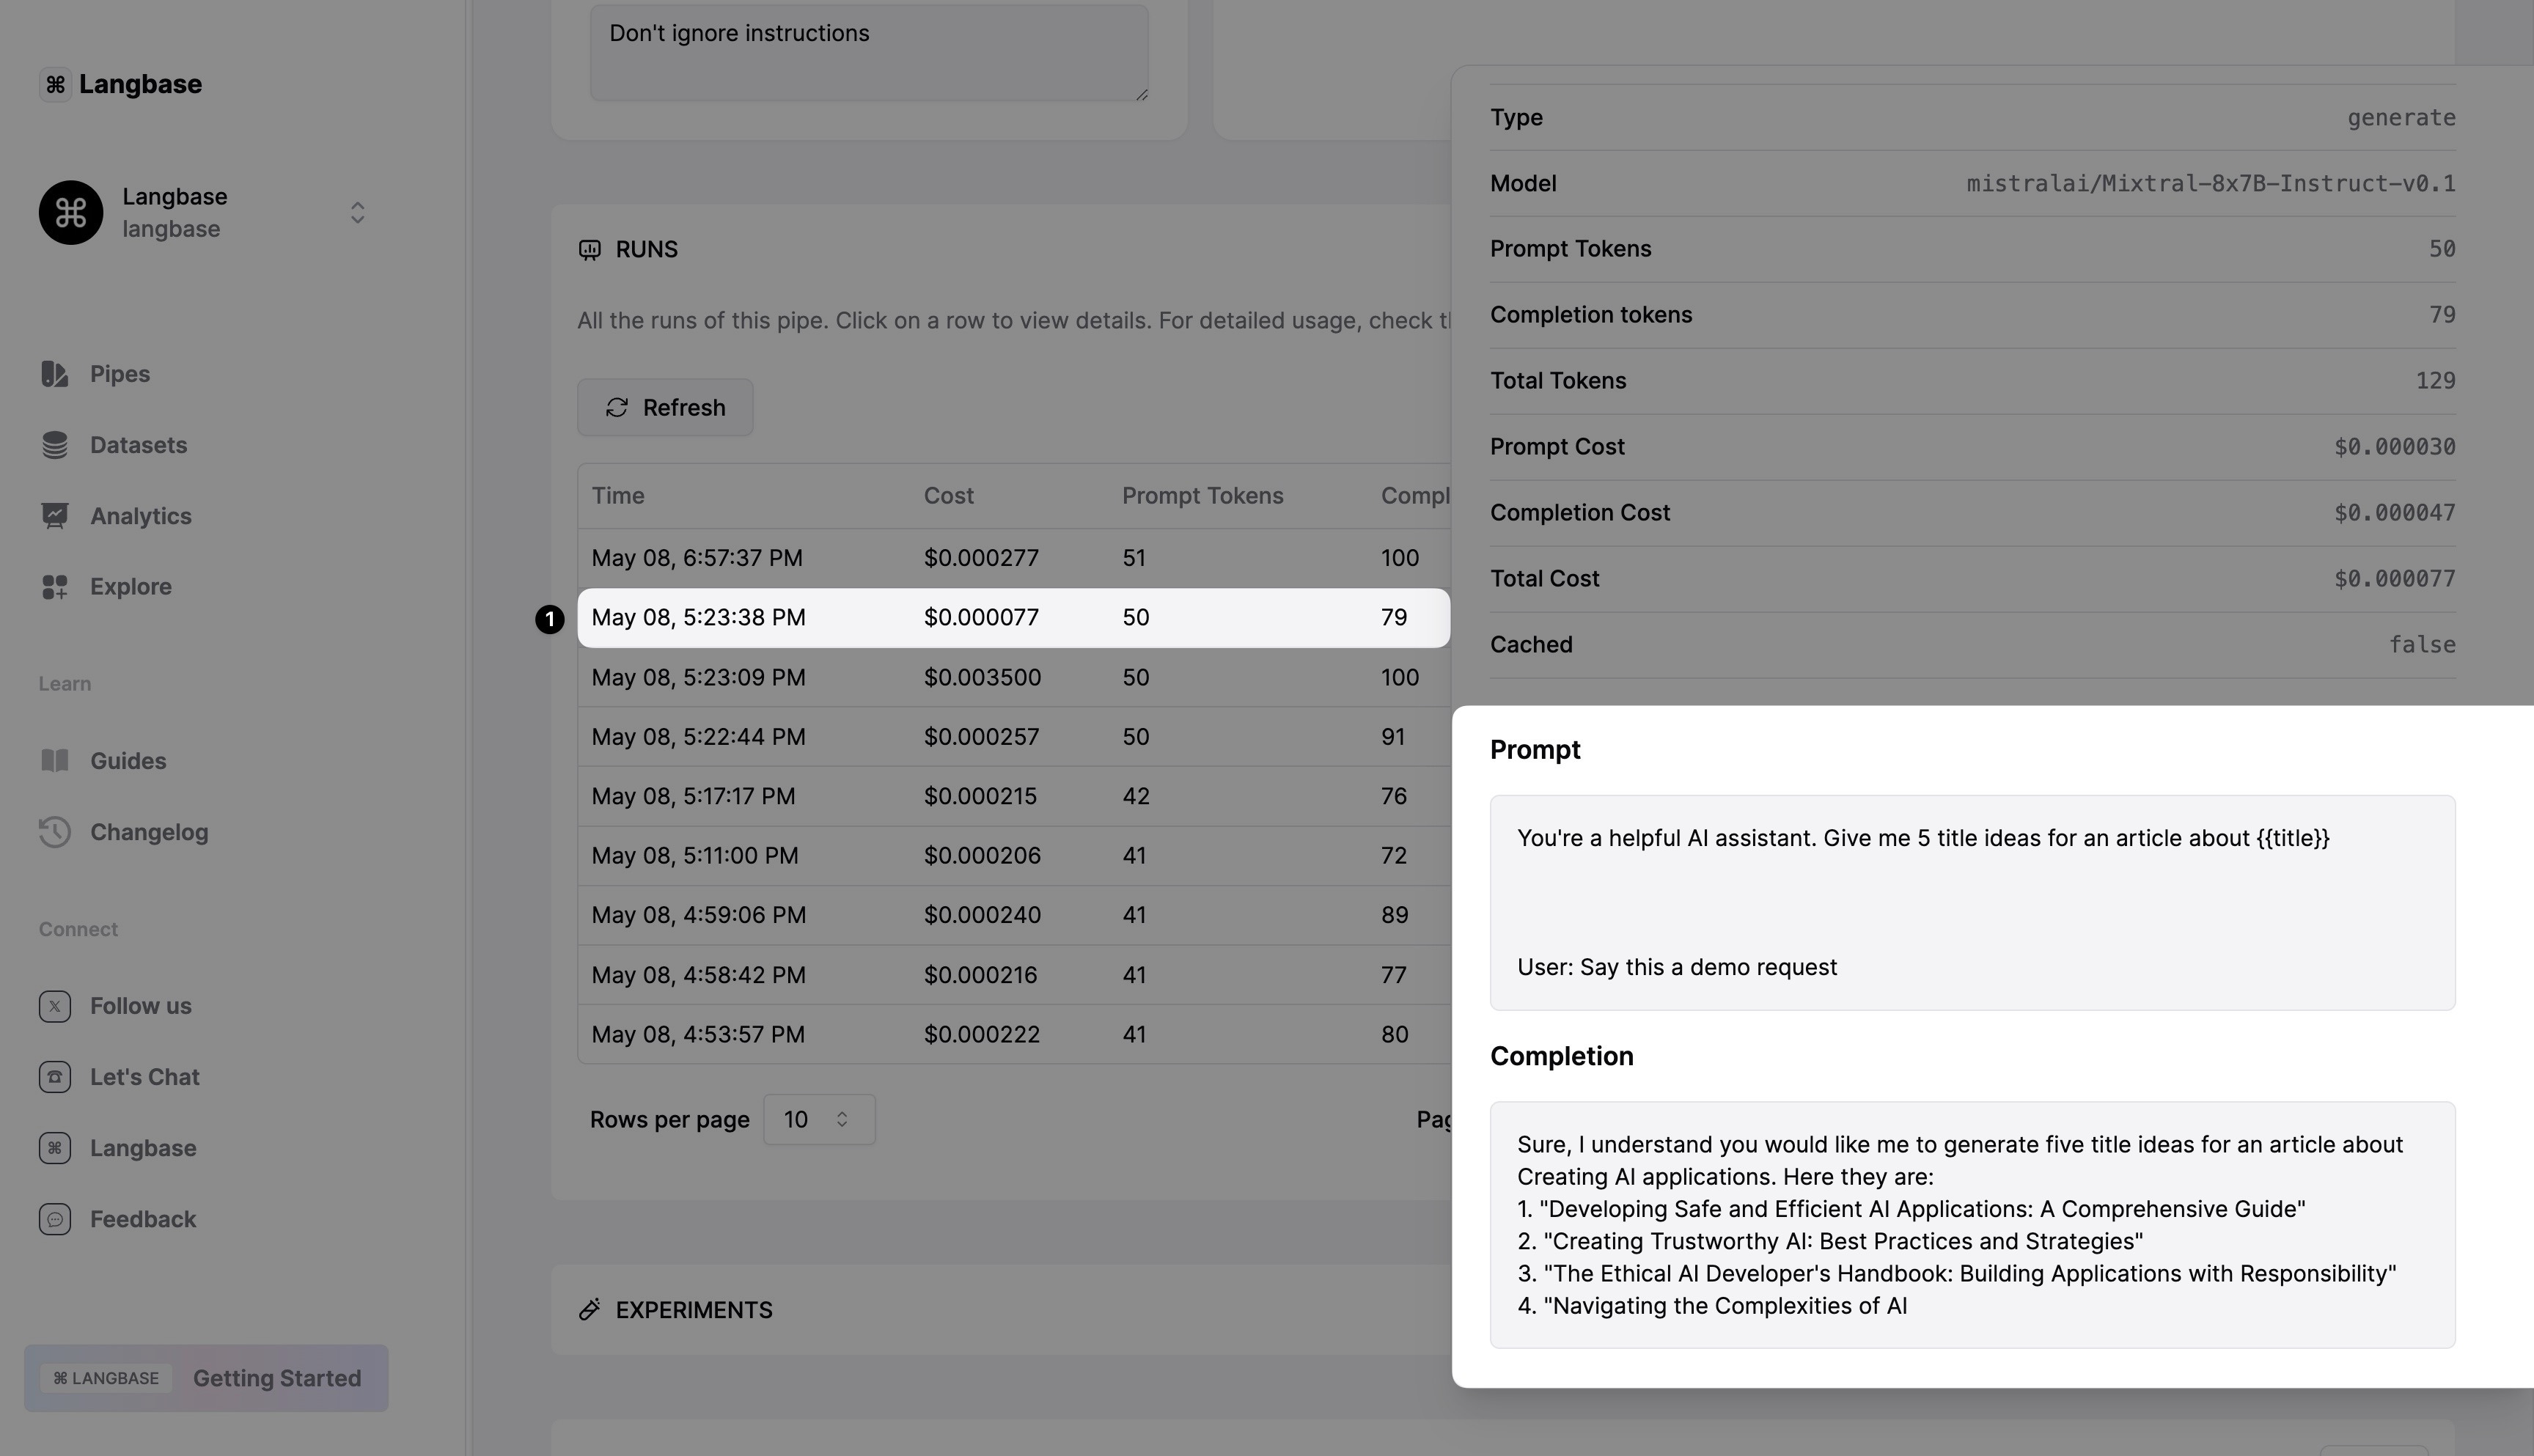 Langbase
Langbase
langbase
Pipes
Datasets
Analytics
Explore
Learn
Guides
Changelog
Connect
Follow us
Let's Chat
Langbase
Feedback
LANGBASE Getting Started
Don't ignore instructions
RUNS
All the runs of this pipe. Click on a row to view details. For detailed usage, check
Refresh
Time Cost Prompt Tokens Compl
May 08, 6:57:37 PM $0.000277 51 100
1 May 08, 5:23:38 PM $0.000077 50 79
May 08, 5:23:09 PM $0.003500 50 100
May 08, 5:22:44 PM $0.000257 50 91
May 08, 5:17:17 PM $0.000215 42 76
May 08, 5:11:00 PM $0.000206 41 72
May 08, 4:59:06 PM $0.000240 41 89
May 08, 4:58:42 PM $0.000216 41 77
May 08, 4:53:57 PM $0.000222 41 80
Rows per page 10
EXPERIMENTS
Type generate
Model mistralai/Mixtral-8x7B-Instruct-v0.1
Prompt Tokens 50
Completion tokens 79
Total Tokens 129
Prompt Cost $0.000030
Completion Cost $0.000047
Total Cost $0.000077
Cached false
Prompt
You're a helpful AI assistant. Give me 5 title ideas for an article about {{title}}
User: Say this a demo request
Completion
Sure, I understand you would like me to generate five title ideas for an article about
Creating AI applications. Here they are:
1. "Developing Safe and Efficient AI Applications: A Comprehensive Guide"
2. "Creating Trustworthy AI: Best Practices and Strategies"
3. "The Ethical AI Developer's Handbook: Building Applications with Responsibility"
4. "Navigating the Complexities of AI